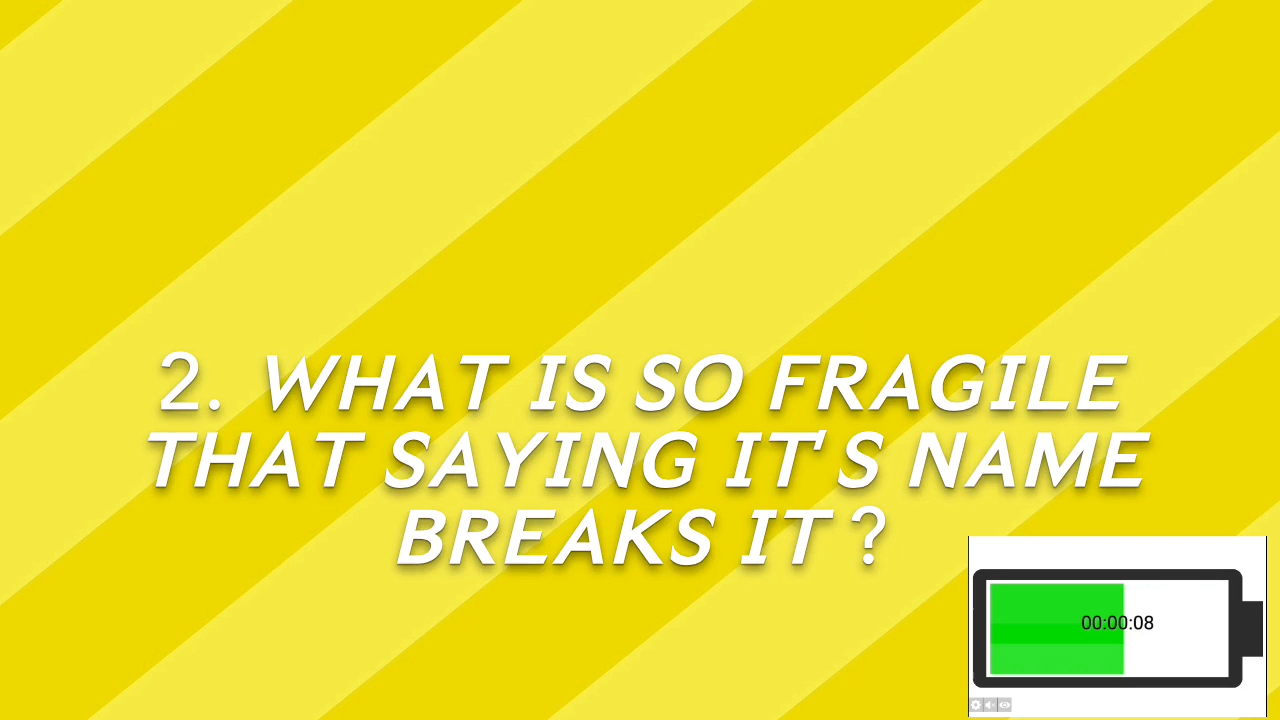 2. WHAT IS SO FRAGILE
THAT SAYING IT'S NAME
BREAKS IT ?
00:00:08